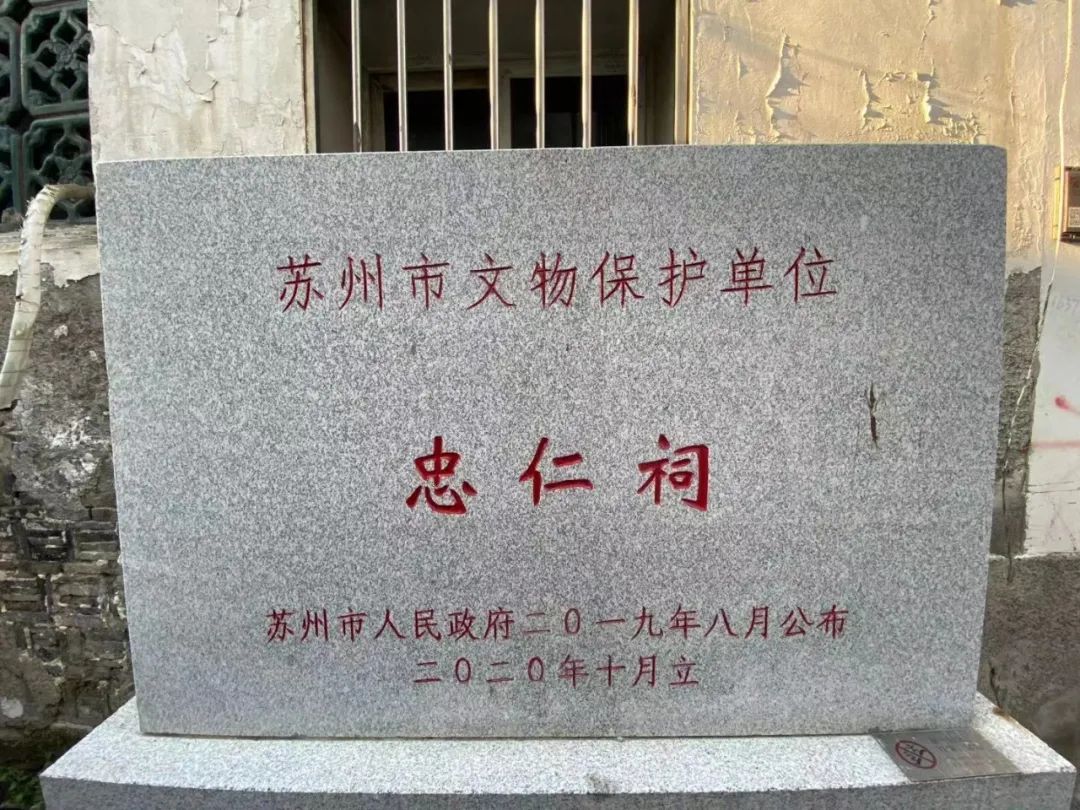 苏州市文物保护单位
忠仁祠
苏州市人民政府二〇一九年八月公布
二〇二〇年十月立